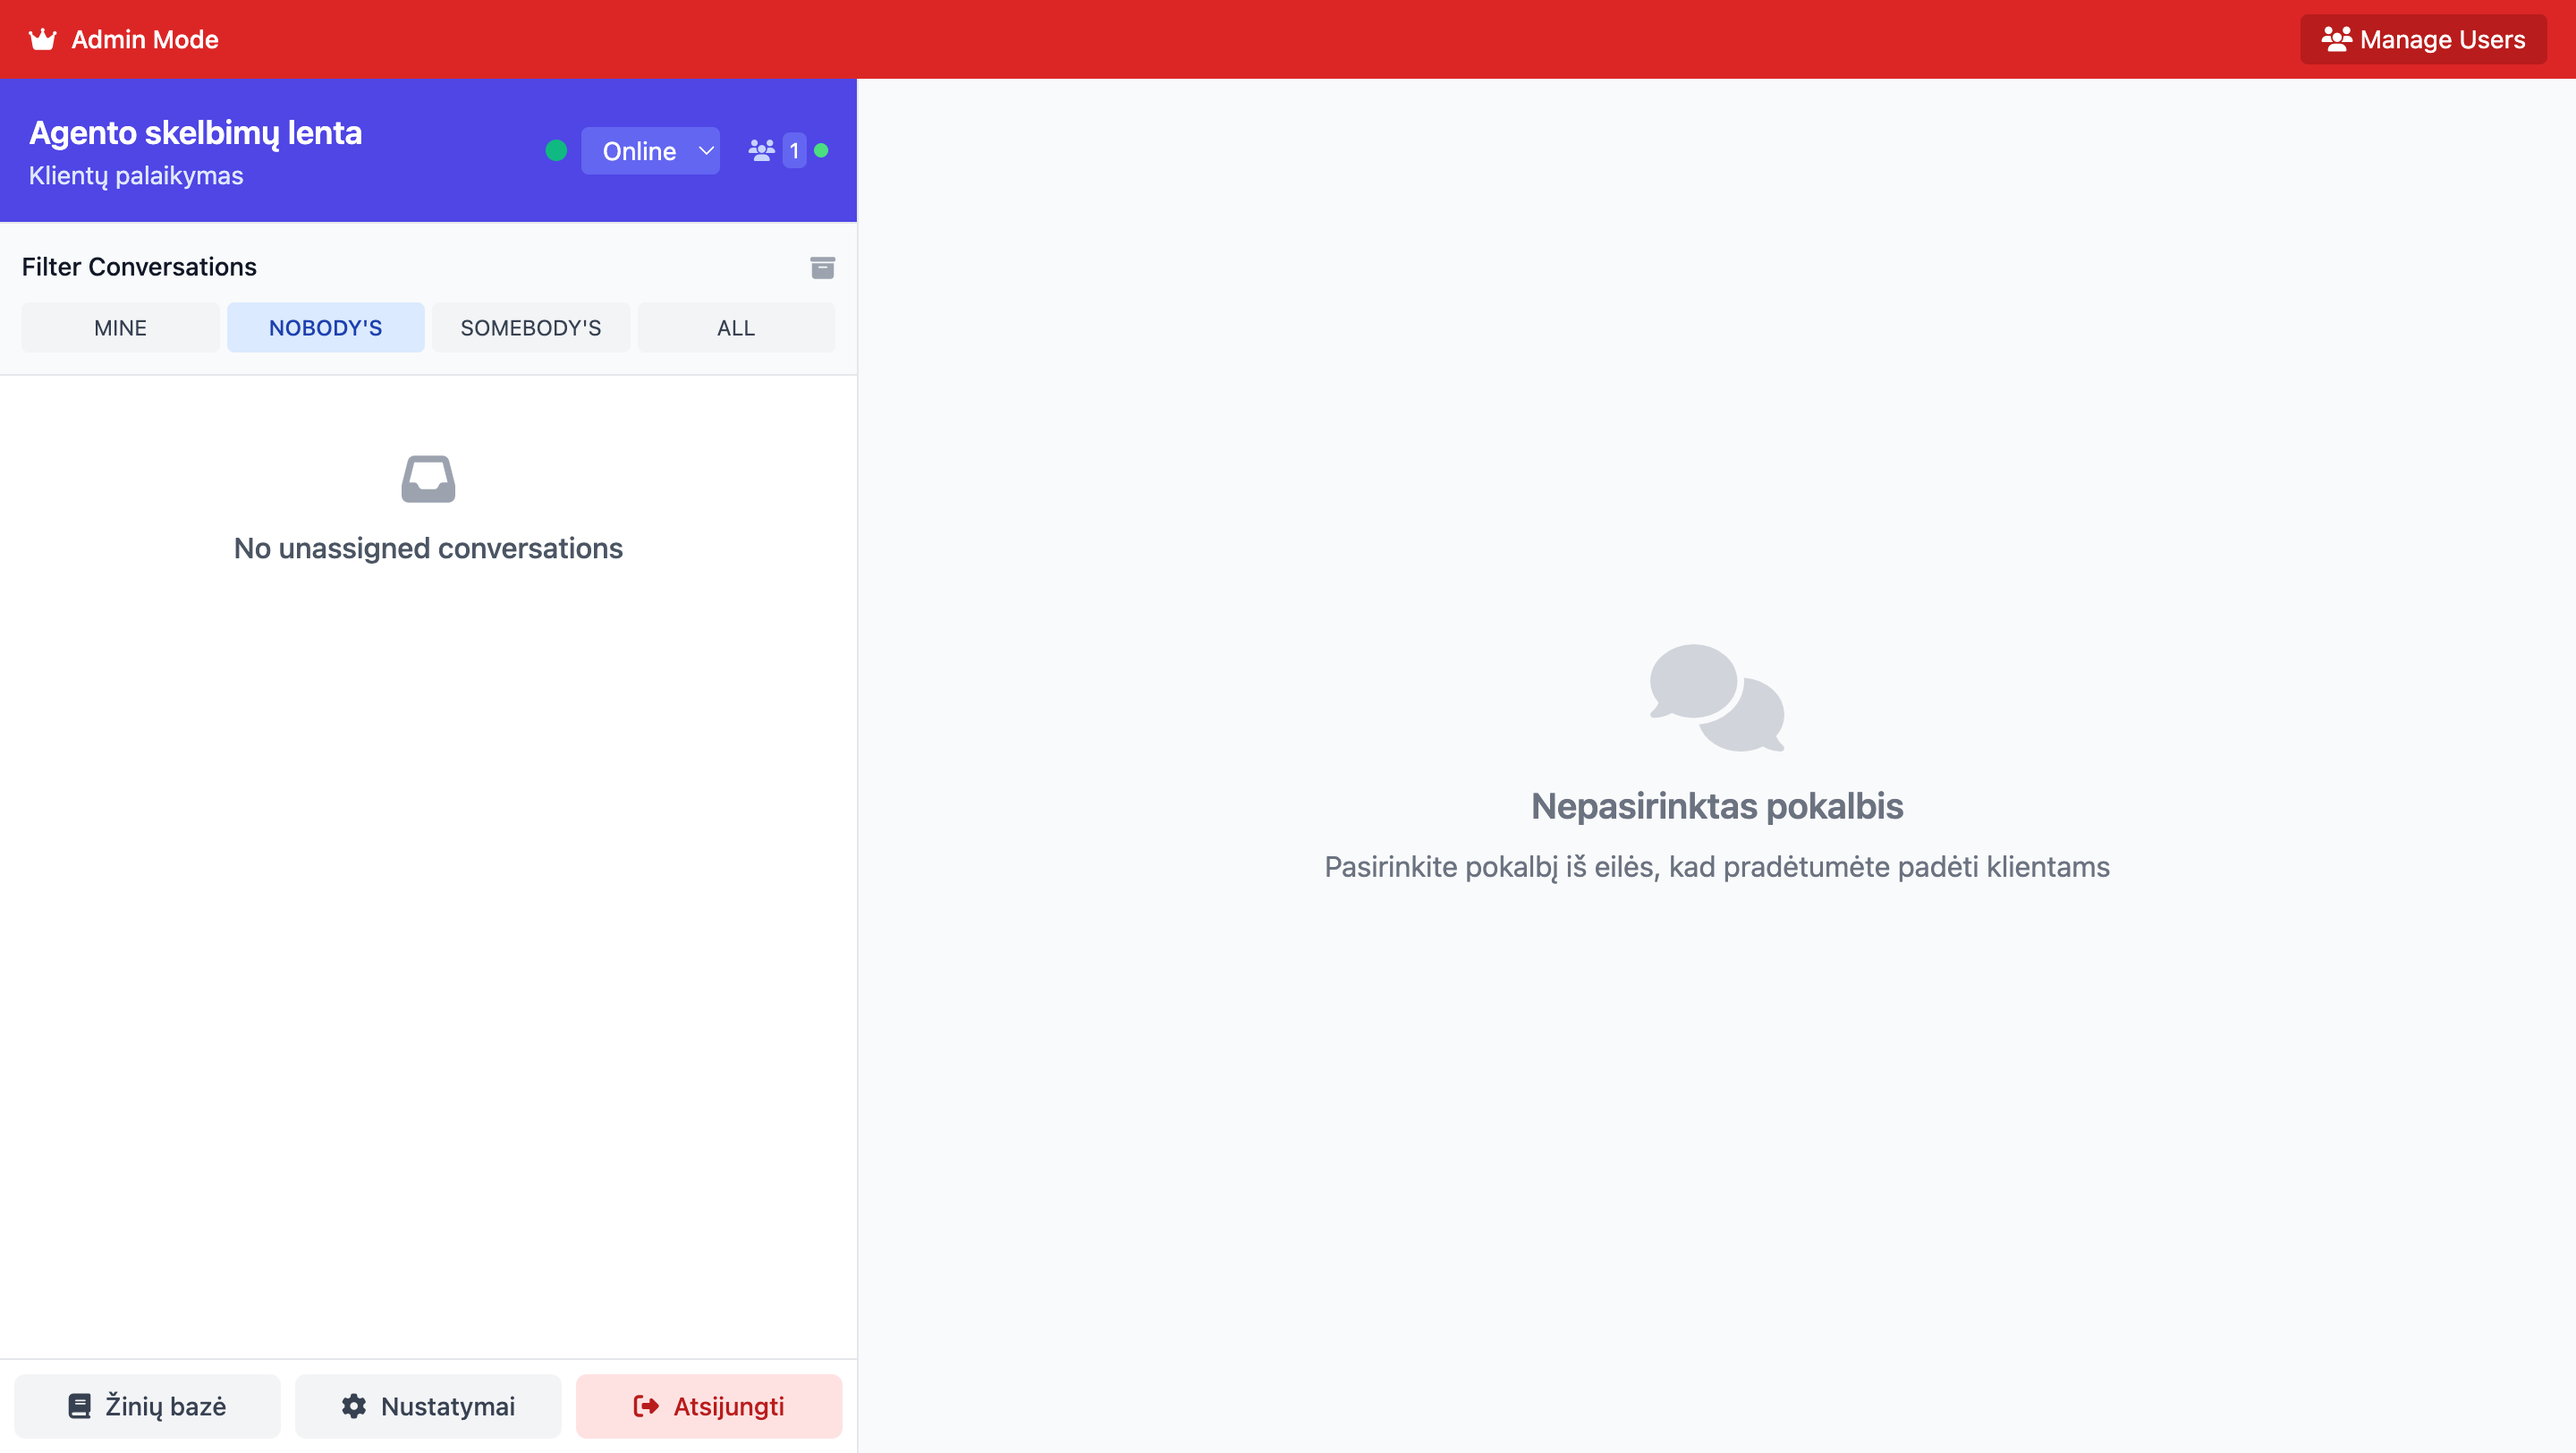 Admin Mode
Manage Users
Agento skelbimų lenta
Klientų palaikymas
Online
1
Filter Conversations
MINE
NOBODY'S
SOMEBODY'S
ALL
No unassigned conversations
Nepasirinktas pokalbis
Pasirinkite pokalbį iš eilės, kad pradėtumėte padėti klientams
Žinių bazė
Nustatymai
Atsijungti